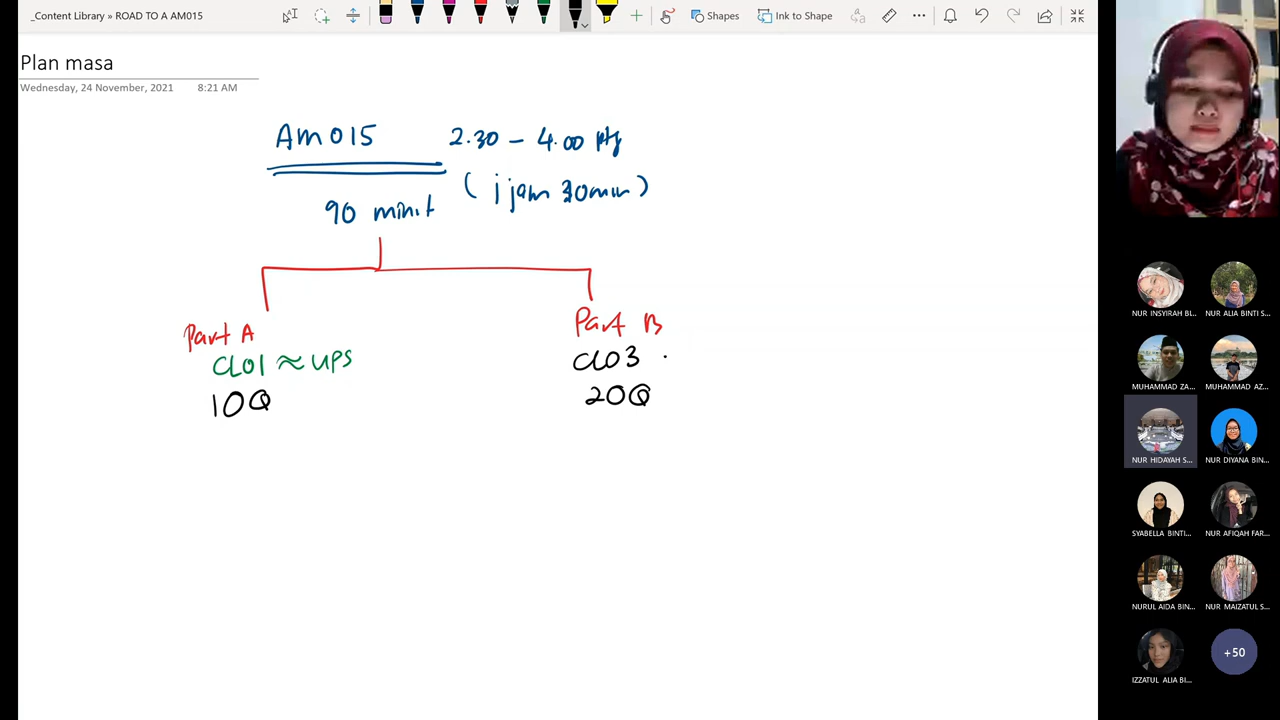 _Content Library » ROAD TO A AM015
Shapes
Ink to Shape
Plan masa
Wednesday, 24 November, 2021 8:21 AM
AM015 2.30 - 4.00 ptg
(1 jam 30 min)
90 minit
Part A
CLO1 ≈ UPS
10Q
Part B
CLO3
20Q
NUR INSYIRAH BI...
NUR ALIA BINTI S...
MUHAMMAD ZA...
MUHAMMAD AZ...
NUR HIDAYAH S...
NUR DIYANA BIN...
SYABELLA BINTI...
NUR AFIQAH FAR...
NURUL AIDA BIN...
NUR MAIZATUL S...
IZZATUL ALIA BI...
+50